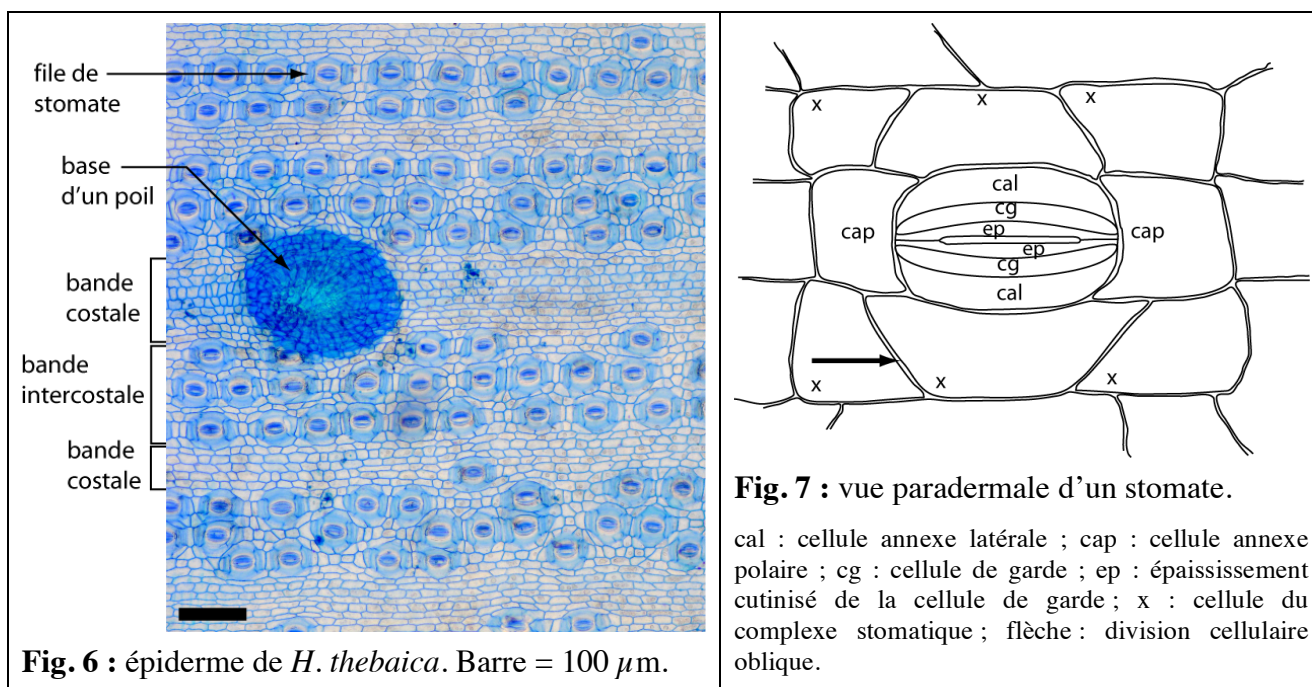 file de
stomate
base
d'un poil
bande
costale
bande
intercostale
bande
costale
Fig. 6 : épiderme de H. thebaica. Barre = 100 µm.
x
x
x
cal
cg
ep
cap
cap
ep
cg
cal
x
x
x
Fig. 7 : vue paradermale d'un stomate.
cal : cellule annexe latérale ; cap : cellule annexe
polaire ; cg : cellule de garde ; ep : épaississement
cutinisé de la cellule de garde ; x : cellule du
complexe stomatique ; flèche : division cellulaire
oblique.